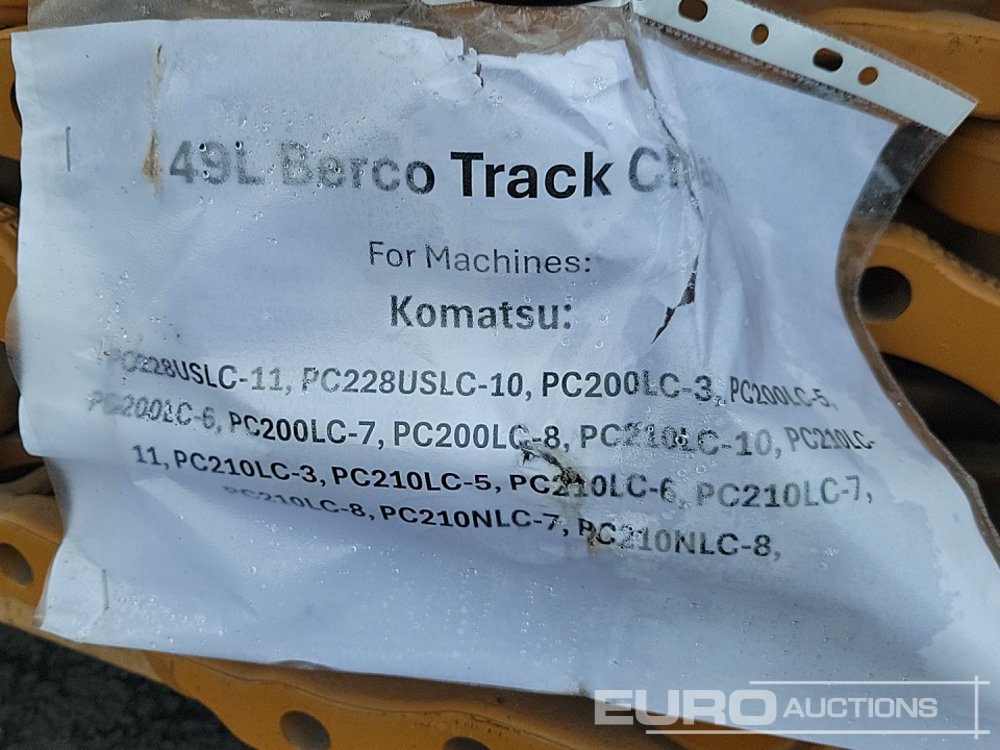 49L Berco Track
For Machines:
Komatsu:
PC228USLC-11, PC228USLC-10, PC200LC-3, PC200LC-5,
PC200LC-6, PC200LC-7, PC200LC-8, PC210LC-10, PC210LC-
11, PC210LC-3, PC210LC-5, PC210LC-6, PC210LC-7,
PC210LC-8, PC210NLC-7, PC210NLC-8,
EURO AUCTIONS